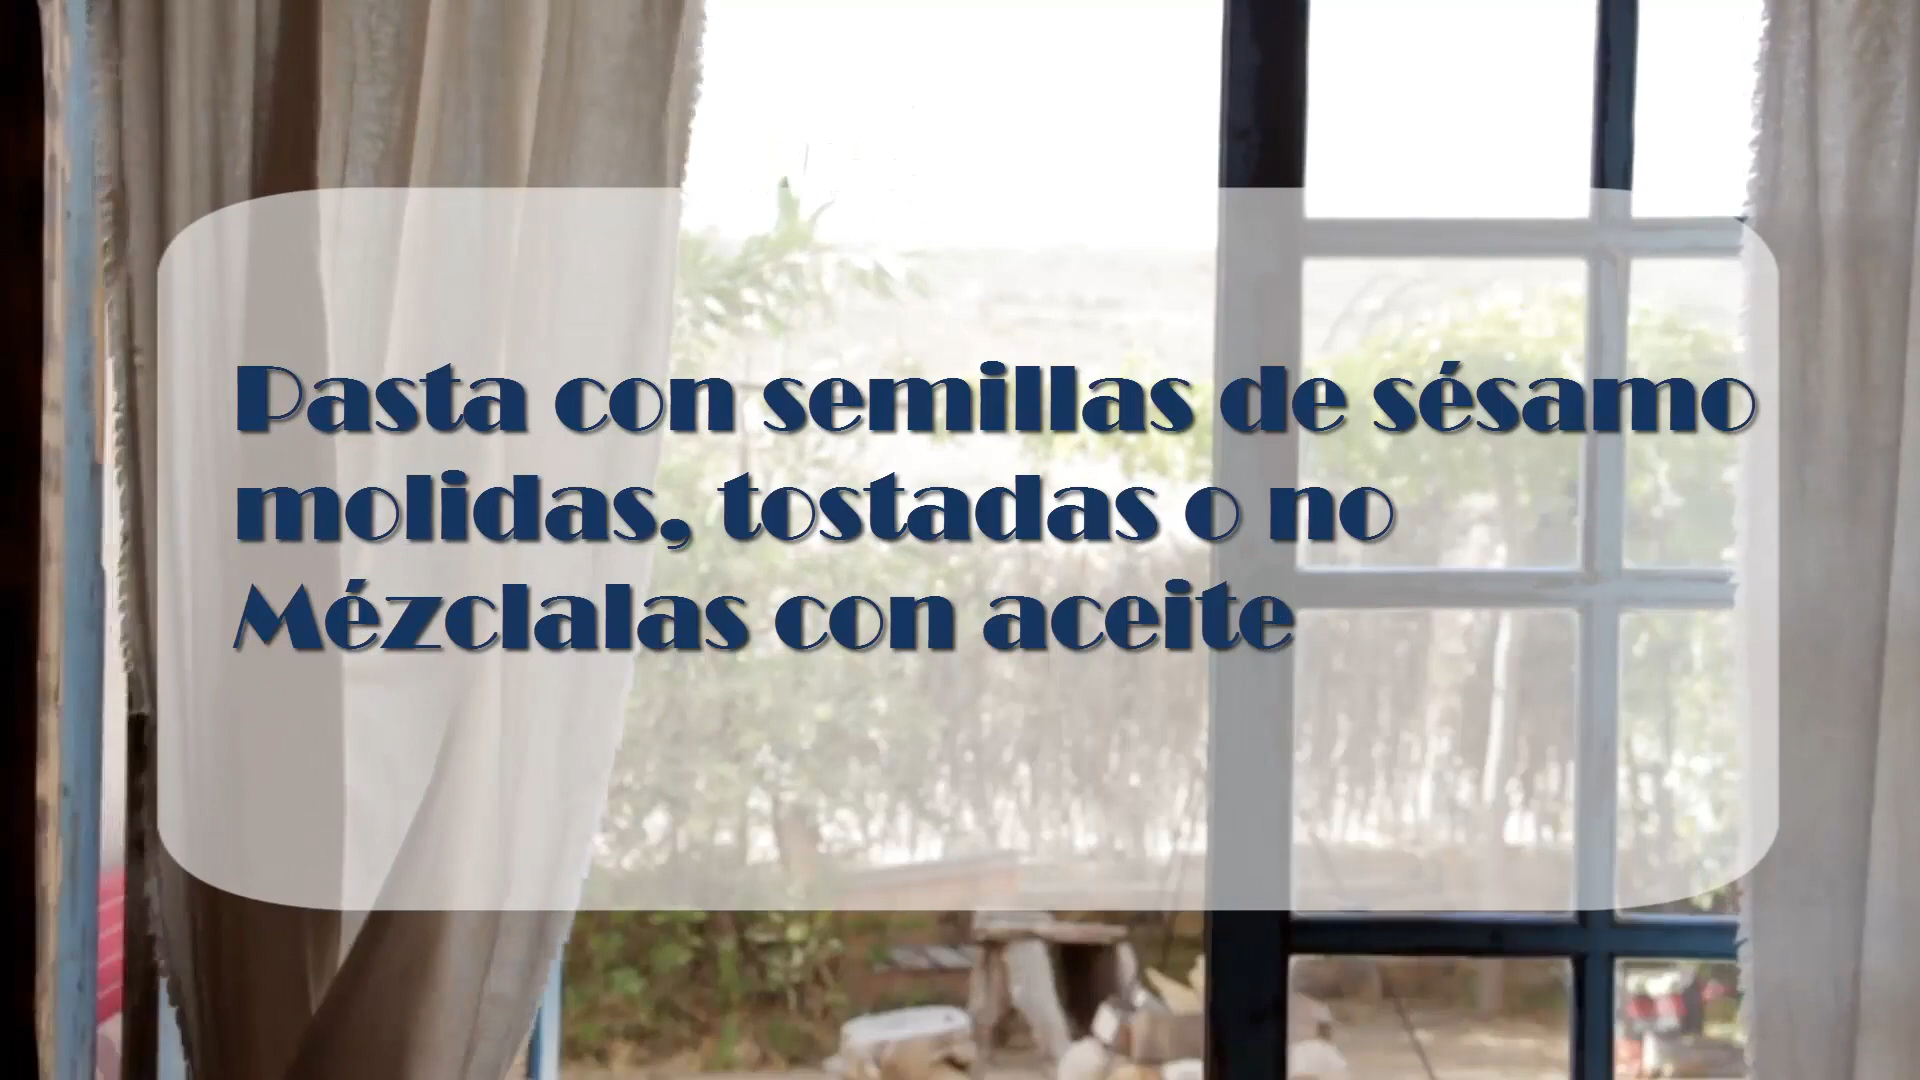 Pasta con semillas de sésamo
molidas, tostadas o no
Mézclalas con aceite